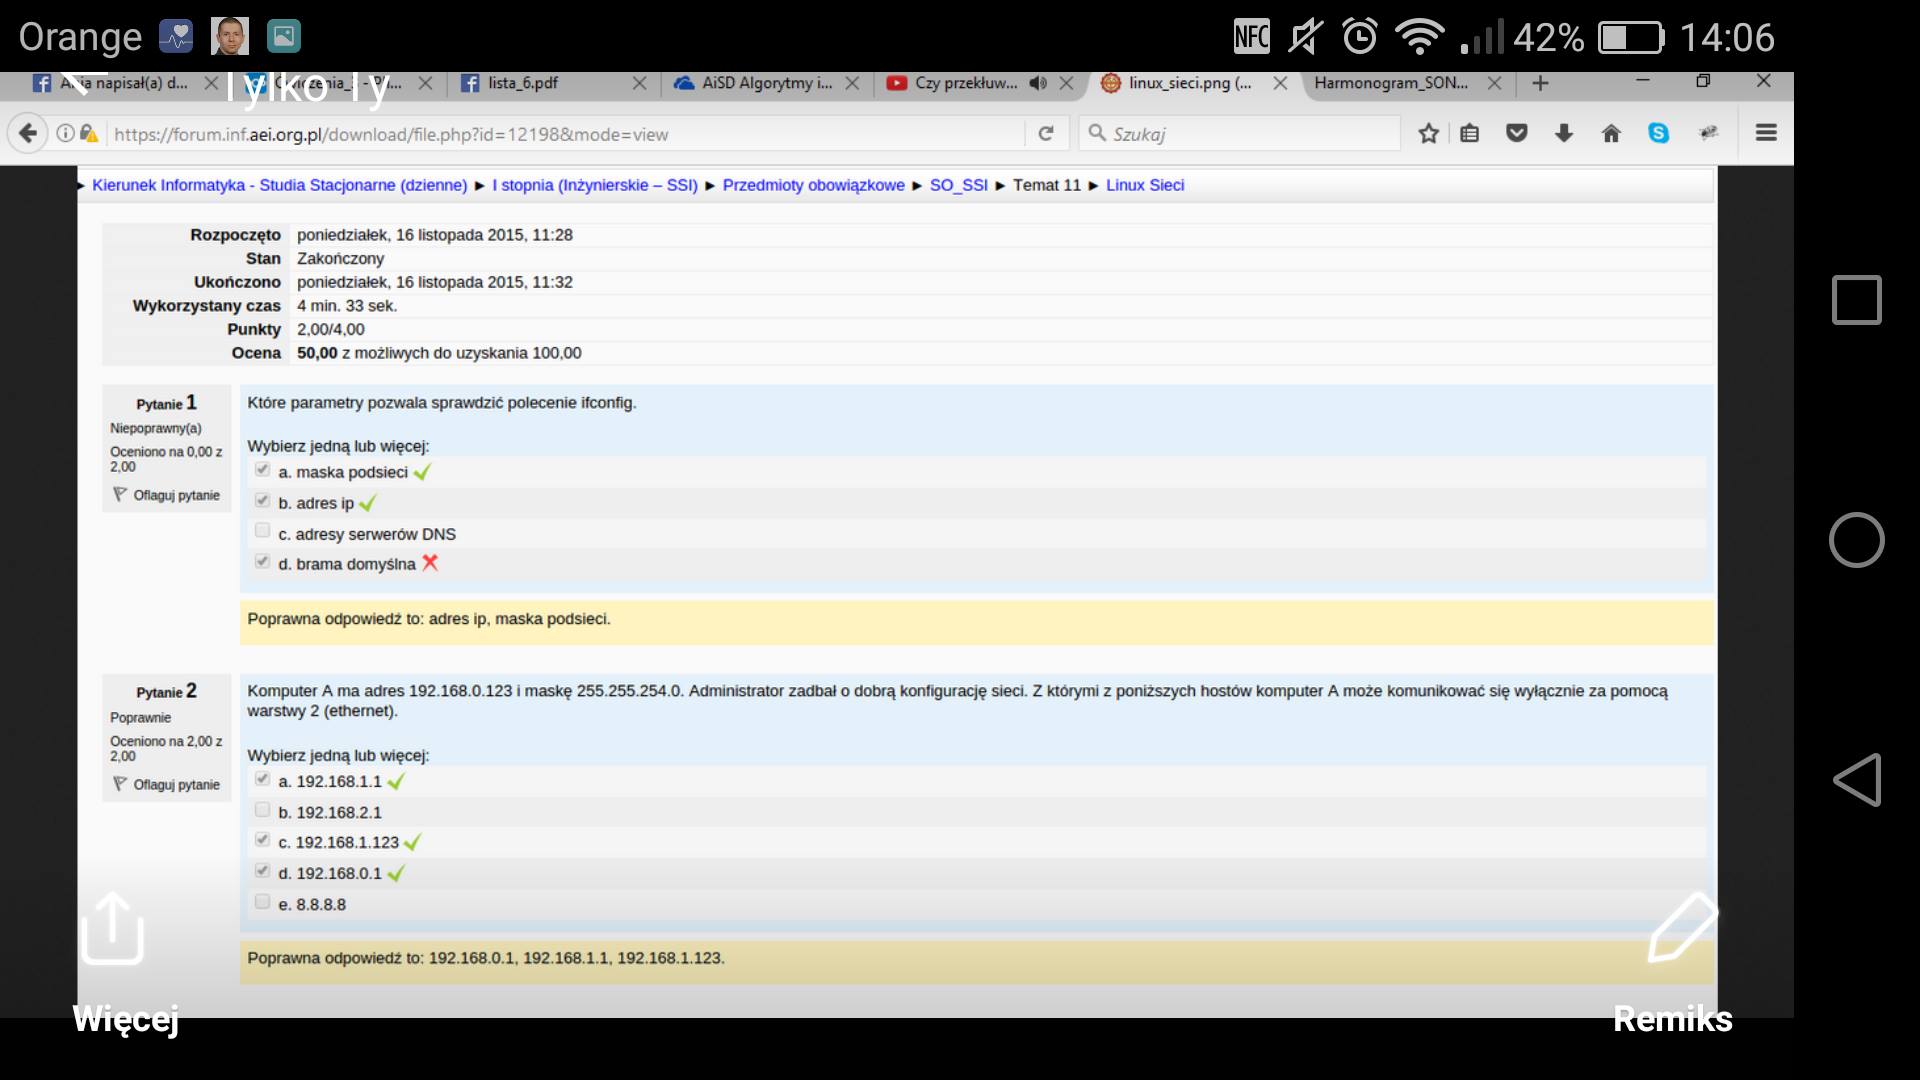 Orange NFC 42% 14:06
napisał(a) d... Tylko Ty lista_6.pdf AiSD Algorytmy i... Czy przekłuw... linux_sieci.png (... Harmonogram_SON...
https://forum.inf.aei.org.pl/download/file.php?id=12198&mode=view Szukaj
Kierunek Informatyka - Studia Stacjonarne (dzienne) ► I stopnia (Inżynierskie – SSI) ► Przedmioty obowiązkowe ► SO_SSI ► Temat 11 ► Linux Sieci
Rozpoczęto poniedziałek, 16 listopada 2015, 11:28
Stan Zakończony
Ukończono poniedziałek, 16 listopada 2015, 11:32
Wykorzystany czas 4 min. 33 sek.
Punkty 2,00/4,00
Ocena 50,00 z możliwych do uzyskania 100,00
Pytanie 1
Niepoprawny(a)
Oceniono na 0,00 z
2,00
Oflaguj pytanie
Które parametry pozwala sprawdzić polecenie ifconfig.
Wybierz jedną lub więcej:
a. maska podsieci
b. adres ip
c. adresy serwerów DNS
d. brama domyślna
Poprawna odpowiedź to: adres ip, maska podsieci.
Pytanie 2
Poprawnie
Oceniono na 2,00 z
2,00
Oflaguj pytanie
Komputer A ma adres 192.168.0.123 i maskę 255.255.254.0. Administrator zadbał o dobrą konfigurację sieci. Z którymi z poniższych hostów komputer A może komunikować się wyłącznie za pomocą
warstwy 2 (ethernet).
Wybierz jedną lub więcej:
a. 192.168.1.1
b. 192.168.2.1
c. 192.168.1.123
d. 192.168.0.1
e. 8.8.8.8
Poprawna odpowiedź to: 192.168.0.1, 192.168.1.1, 192.168.1.123.
Więcej
Remiks